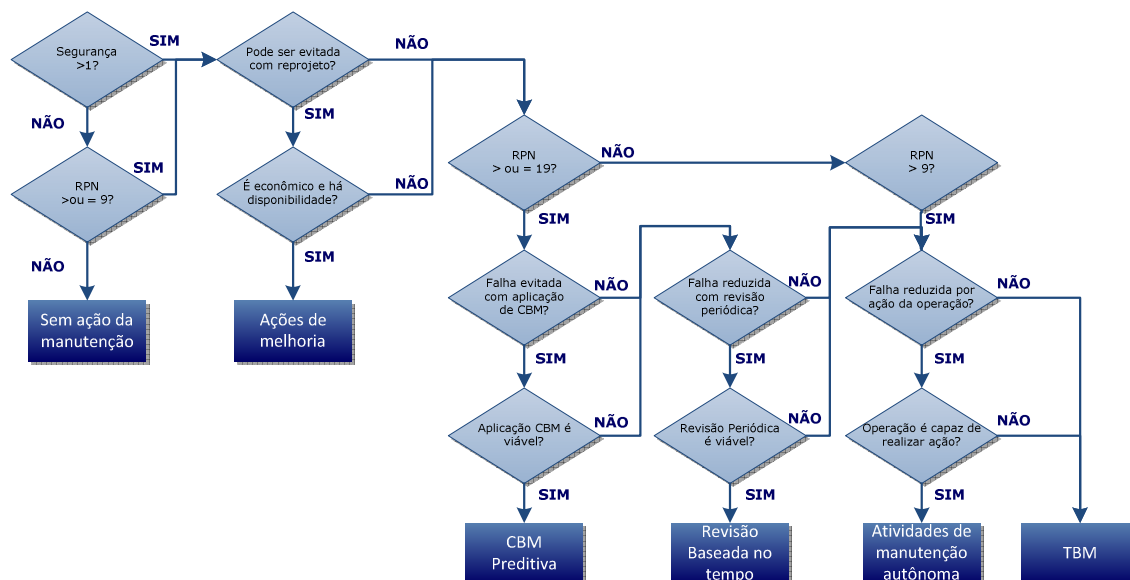 Segurança
>1?
SIM
Pode ser evitada
com reprojeto?
NÃO
NÃO
SIM
RPN
>ou = 9?
SIM
É econômico e há
disponibilidade?
NÃO
RPN
> ou = 19?
NÃO
RPN
> 9?
NÃO
SIM
SIM
SIM
Sem ação da
manutenção
Ações de
melhoria
Falha evitada
com aplicação
de CBM?
NÃO
Falha reduzida
com revisão
periódica?
NÃO
Falha reduzida por
ação da operação?
NÃO
SIM
SIM
SIM
Aplicação CBM é
viável?
NÃO
Revisão Periódica
é viável?
NÃO
Operação é capaz de
realizar ação?
NÃO
SIM
SIM
SIM
CBM
Preditiva
Revisão
Baseada no
tempo
Atividades de
manutenção
autônoma
TBM